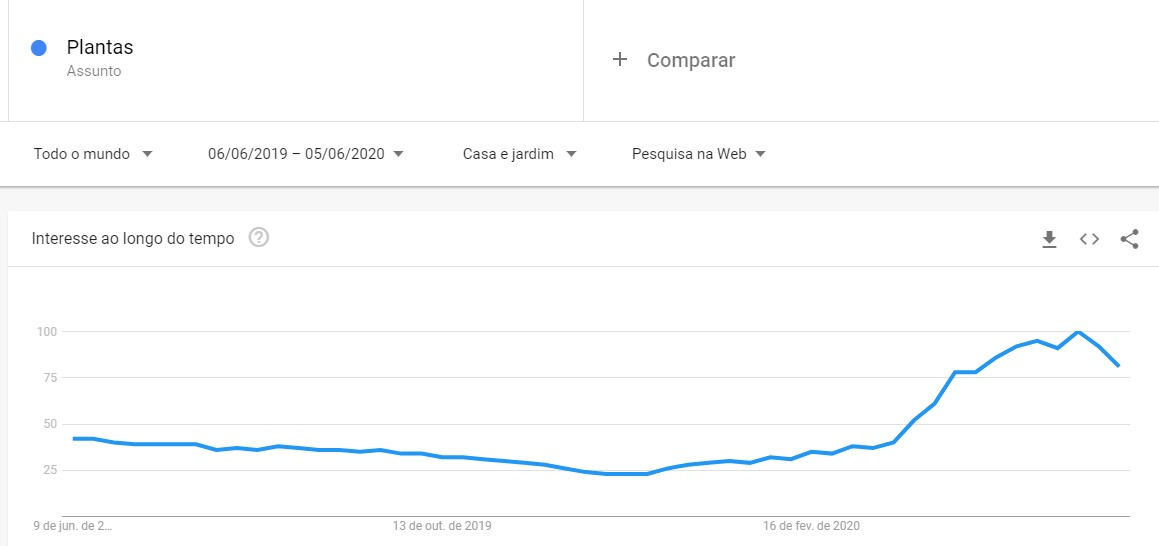 Plantas
Assunto
+ Comparar
Todo o mundo 06/06/2019 – 05/06/2020 Casa e jardim Pesquisa na Web
Interesse ao longo do tempo ?
100
75
50
25
9 de jun. de 2… 13 de out. de 2019 16 de fev. de 2020